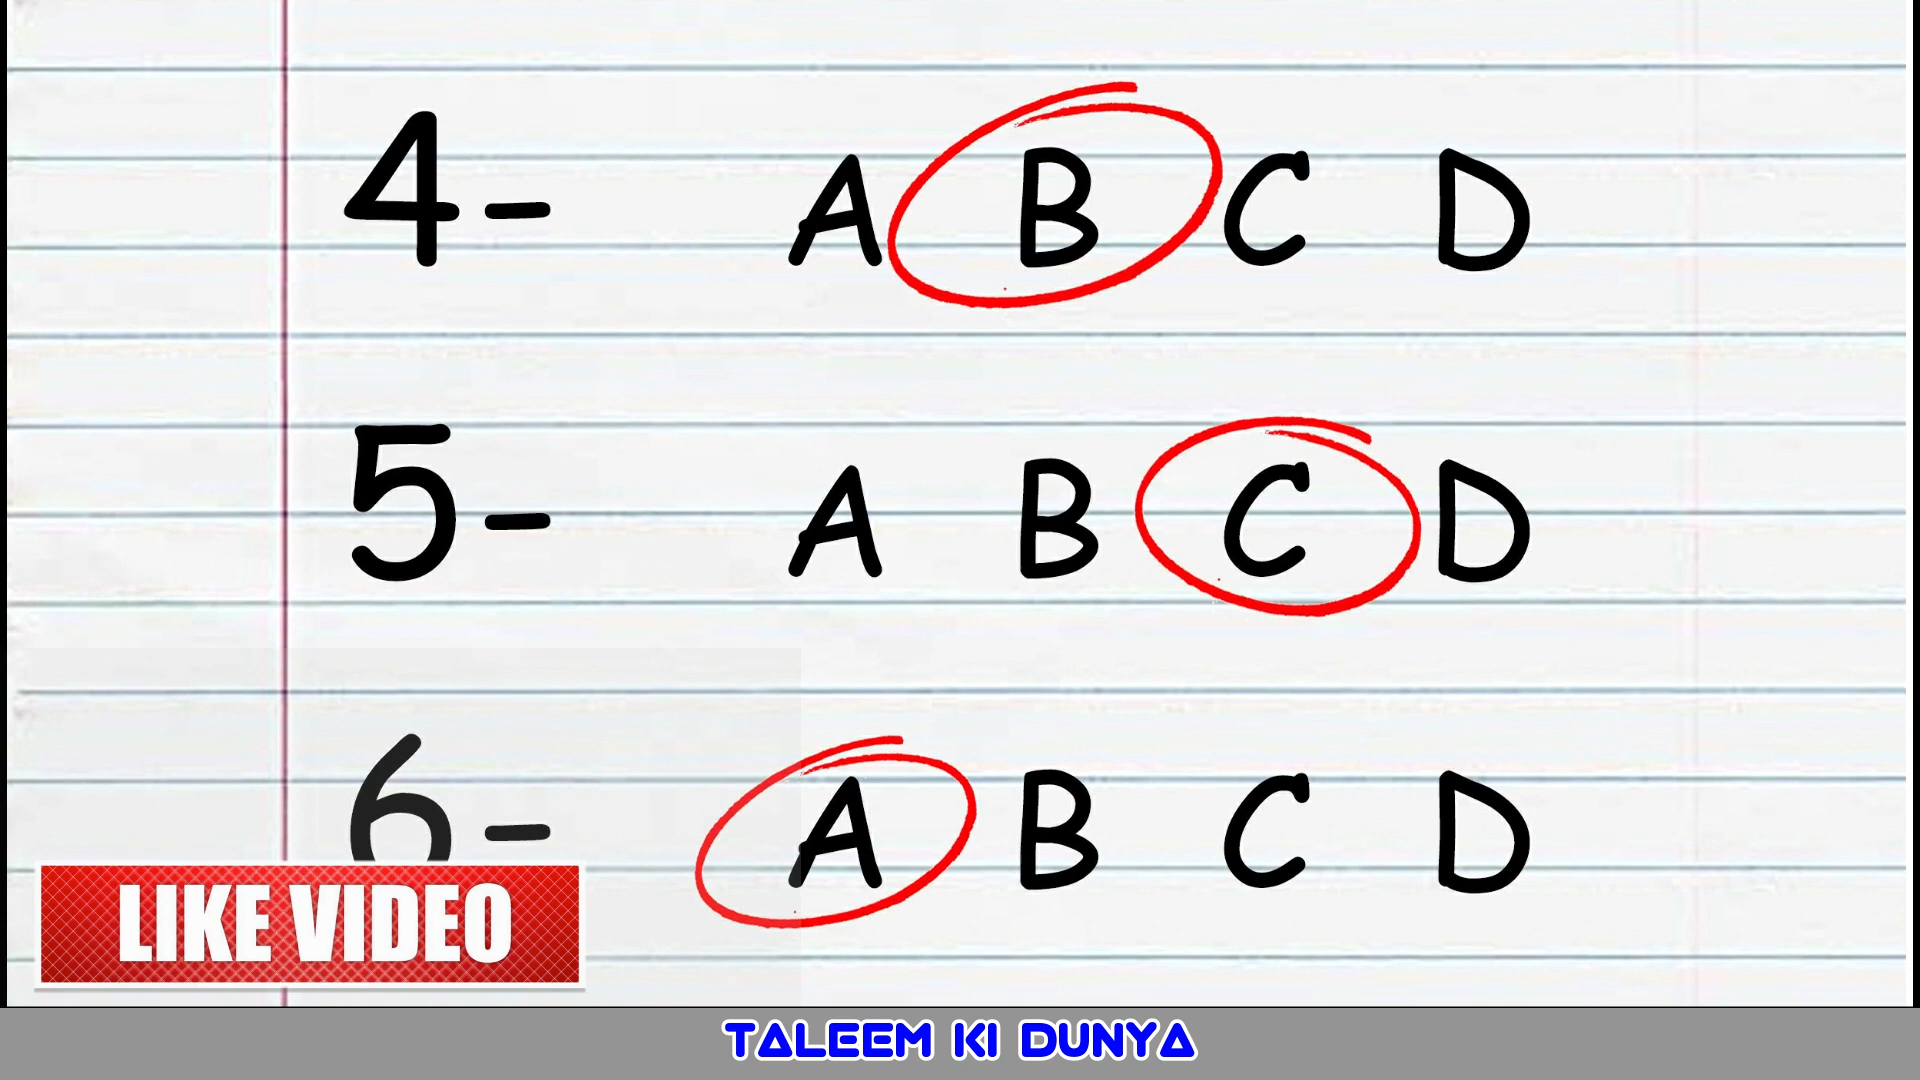 4- A B C D
5- A B C D
6- A B C D
LIKE VIDEO
TALEEM KI DUNYA